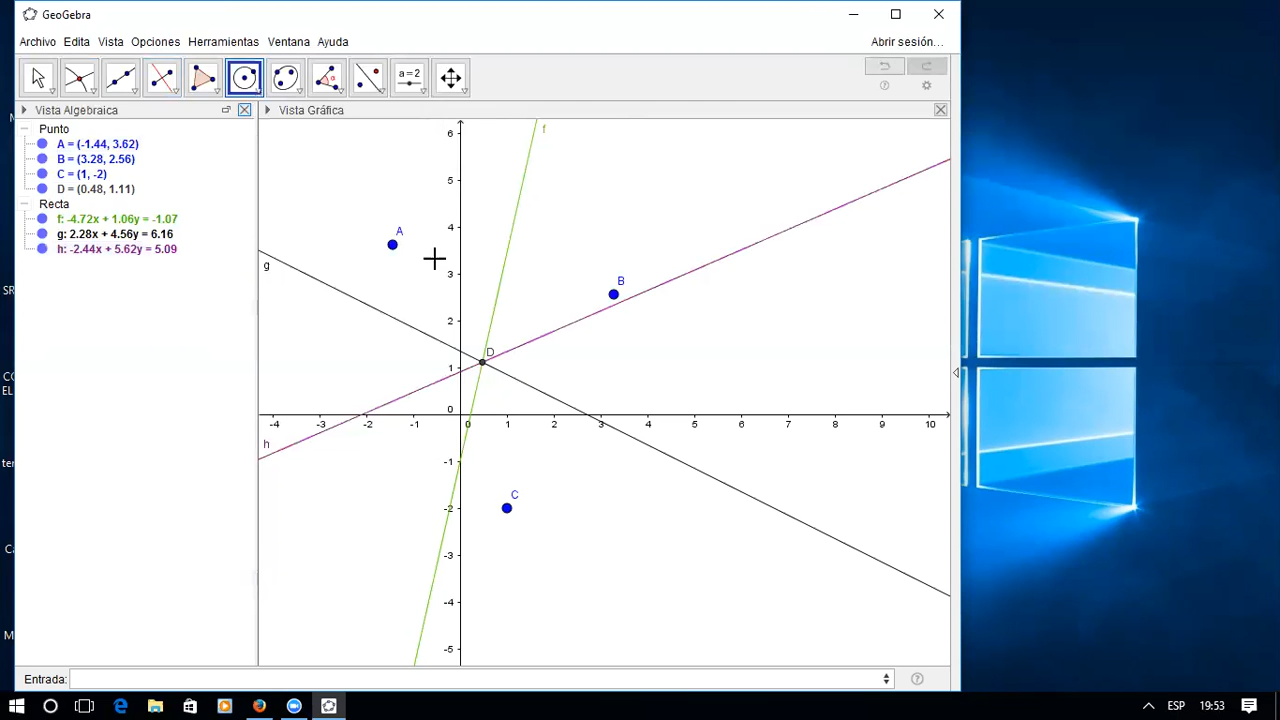 GeoGebra
Archivo Edita Vista Opciones Herramientas Ventana Ayuda Abrir sesión...
a = 2
Vista Algebraica
Vista Gráfica
Punto
A = (-1.44, 3.62)
B = (3.28, 2.56)
C = (1, -2)
D = (0.48, 1.11)
Recta
f: -4.72x + 1.06y = -1.07
g: 2.28x + 4.56y = 6.16
h: -2.44x + 5.62y = 5.09
f
6
5
A
4
g
3
B
2
D
1
0
-4 -3 -2 -1 0 1 2 3 4 5 6 7 8 9 10
h
-1
C
-2
-3
-4
-5
Entrada:
ESP 19:53